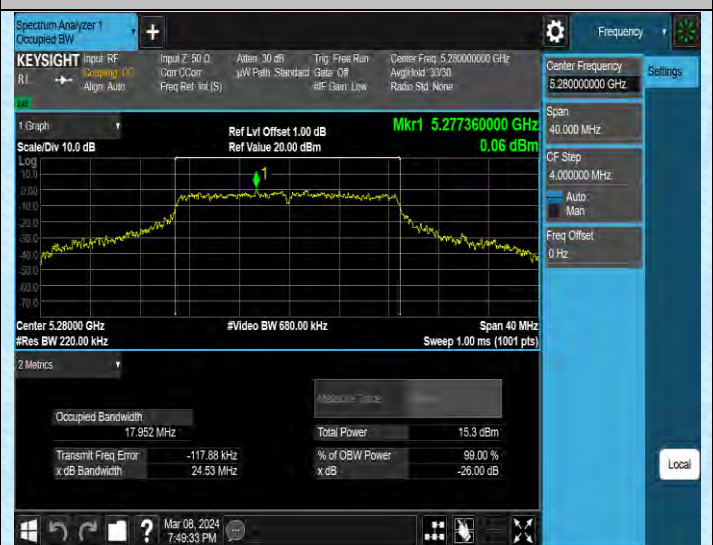 Spectrum Analyzer 1
Occupied BW
+
Frequency
KEYSIGHT
RL
Input: RF
Coupling: DC
Align: Auto
Input Z: 50 Ω
Corr CCorr
Freq Ref: Int (S)
Atten: 30 dB
µW Path: Standard
Trig: Free Run
Gate: Off
#IF Gain: Low
Center Freq: 5.280000000 GHz
Avg|Hold: 30/30
Radio Std: None
Center Frequency
5.280000000 GHz
Settings
Span
40.000 MHz
CF Step
4.000000 MHz
Auto
Man
Freq Offset
0 Hz
1 Graph
Scale/Div 10.0 dB
Ref Lvl Offset 1.00 dB
Ref Value 20.00 dBm
Mkr1 5.277360000 GHz
0.06 dBm
Log
10.0
0.00
-10.0
-20.0
-30.0
-40.0
-50.0
-60.0
-70.0
1
Center 5.28000 GHz
#Res BW 220.00 kHz
#Video BW 680.00 kHz
Span 40 MHz
Sweep 1.00 ms (1001 pts)
2 Metrics
Measure Trace
Occupied Bandwidth
17.952 MHz
Total Power
15.3 dBm
Transmit Freq Error
-117.88 kHz
% of OBW Power
99.00 %
x dB Bandwidth
24.53 MHz
x dB
-26.00 dB
Local
?
Mar 08, 2024
7:49:33 PM